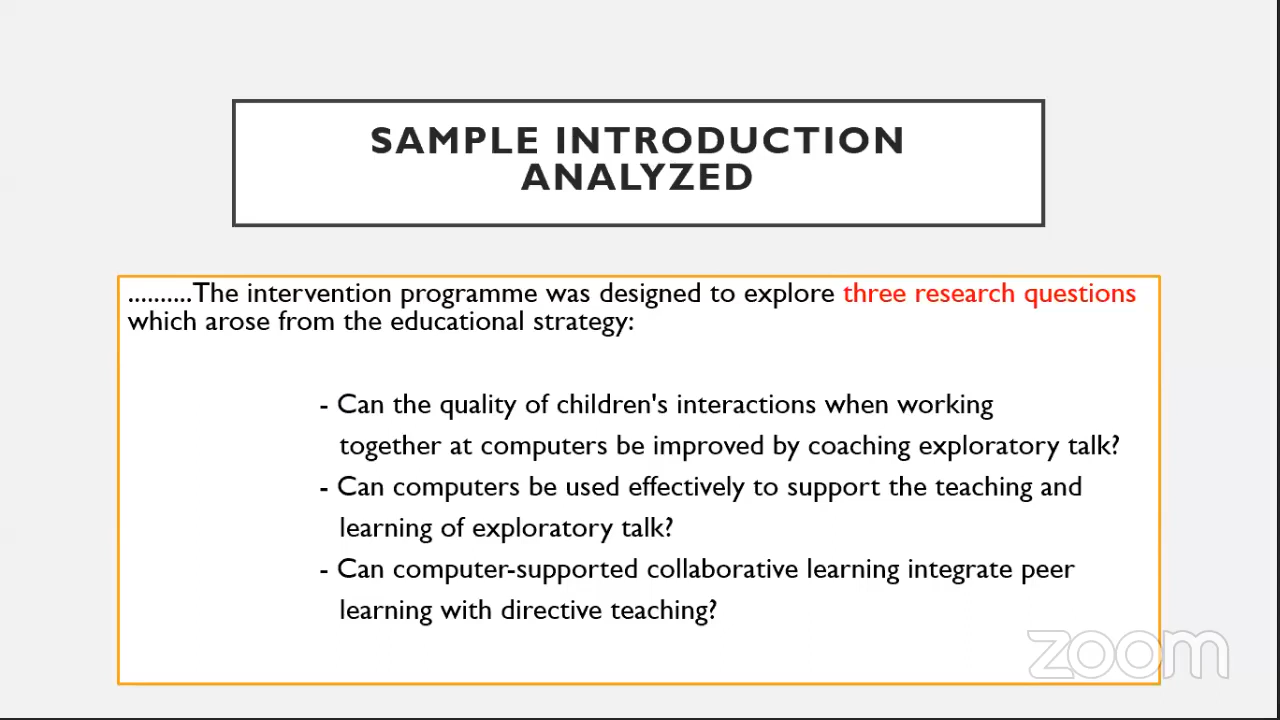 SAMPLE INTRODUCTION
ANALYZED
..........The intervention programme was designed to explore three research questions
which arose from the educational strategy:
- Can the quality of children's interactions when working
together at computers be improved by coaching exploratory talk?
- Can computers be used effectively to support the teaching and
learning of exploratory talk?
- Can computer-supported collaborative learning integrate peer
learning with directive teaching?
zoom